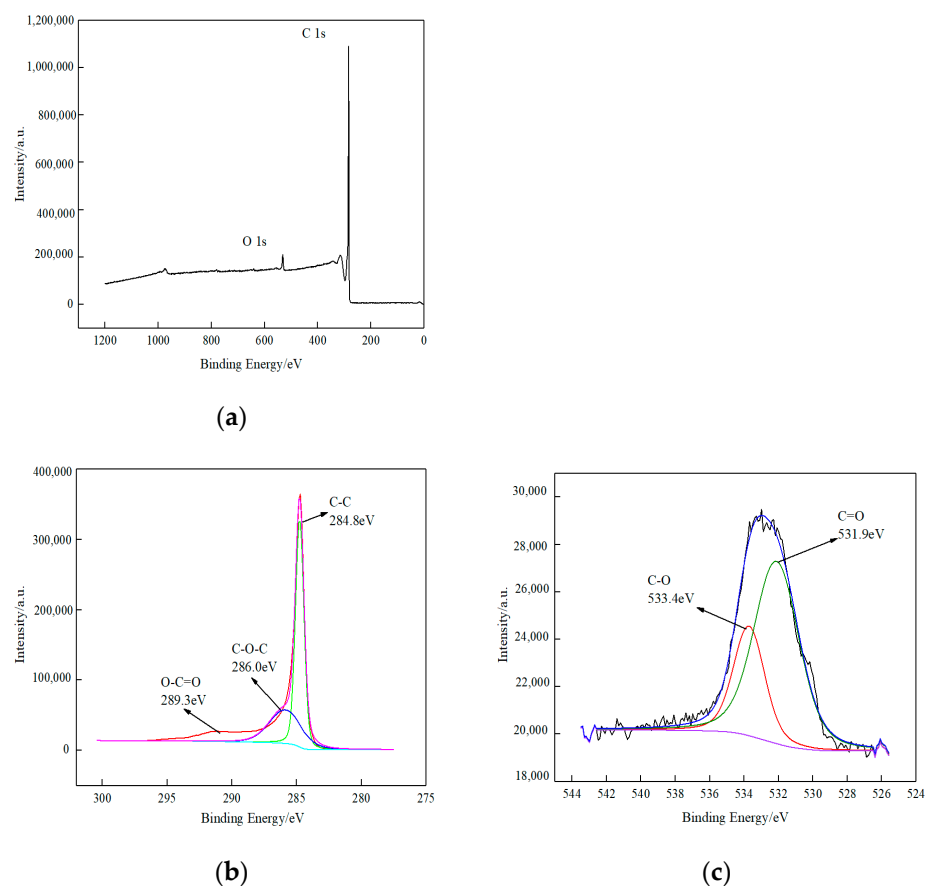 1,200,000
C 1s
1,000,000
800,000
600,000
400,000
O 1s
200,000
0
Intensity/a.u.
1200 1000 800 600 400 200 0
Binding Energy/eV
(a)
400,000
C-C
284.8eV
300,000
200,000
C-O-C
286.0eV
O-C=O
289.3eV
100,000
0
Intensity/a.u.
300 295 290 285 280 275
Binding Energy/eV
(b)
30,000
C=O
531.9eV
28,000
26,000
C-O
533.4eV
24,000
22,000
20,000
18,000
Intensity/a.u.
544 542 540 538 536 534 532 530 528 526 524
Binding Energy/eV
(c)